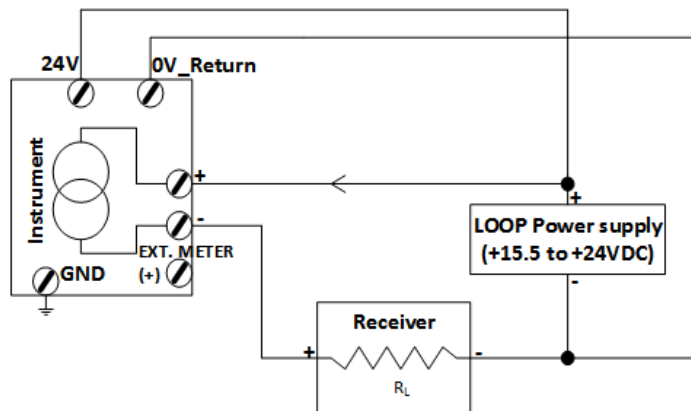 24V
0V_Return
Instrument
+
-
EXT. METER
(+)
GND
+
LOOP Power supply
(+15.5 to +24VDC)
-
Receiver
+
-
RL